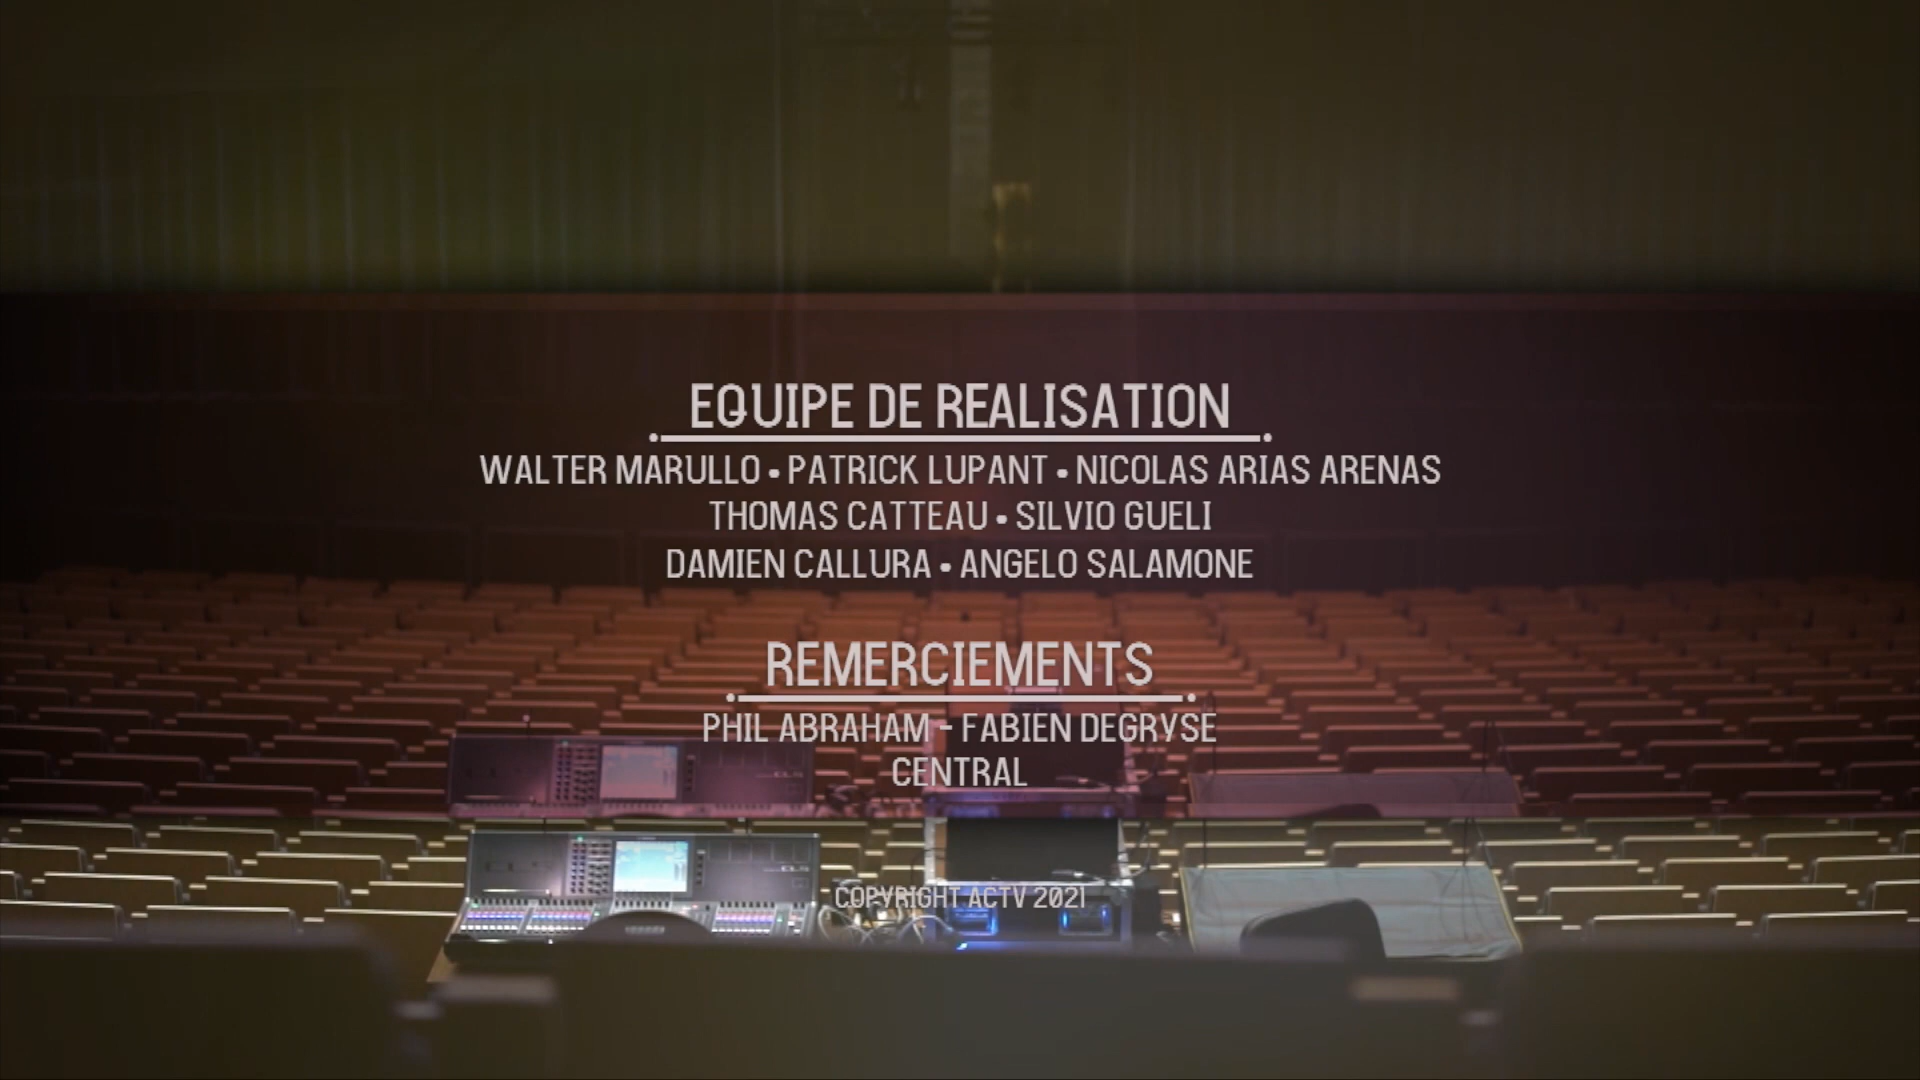 EQUIPE DE REALISATION
WALTER MARULLO • PATRICK LUPANT • NICOLAS ARIAS ARENAS
THOMAS CATTEAU • SILVIO GUELI
DAMIEN CALLURA • ANGELO SALAMONE
REMERCIEMENTS
PHIL ABRAHAM - FABIEN DEGRYSE
CENTRAL
COPYRIGHT ACTV 2021